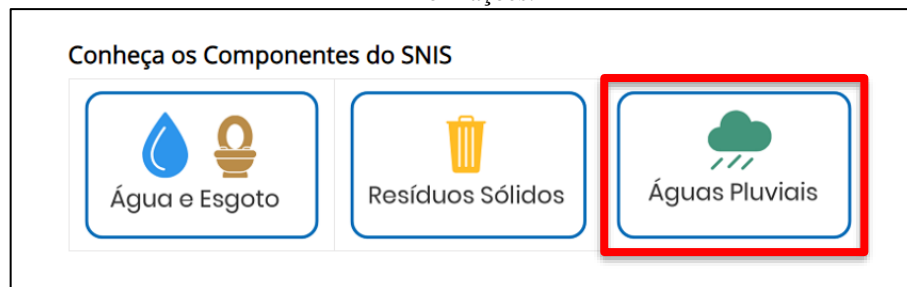 Conheça os Componentes do SNIS
Água e Esgoto
Resíduos Sólidos
Águas Pluviais